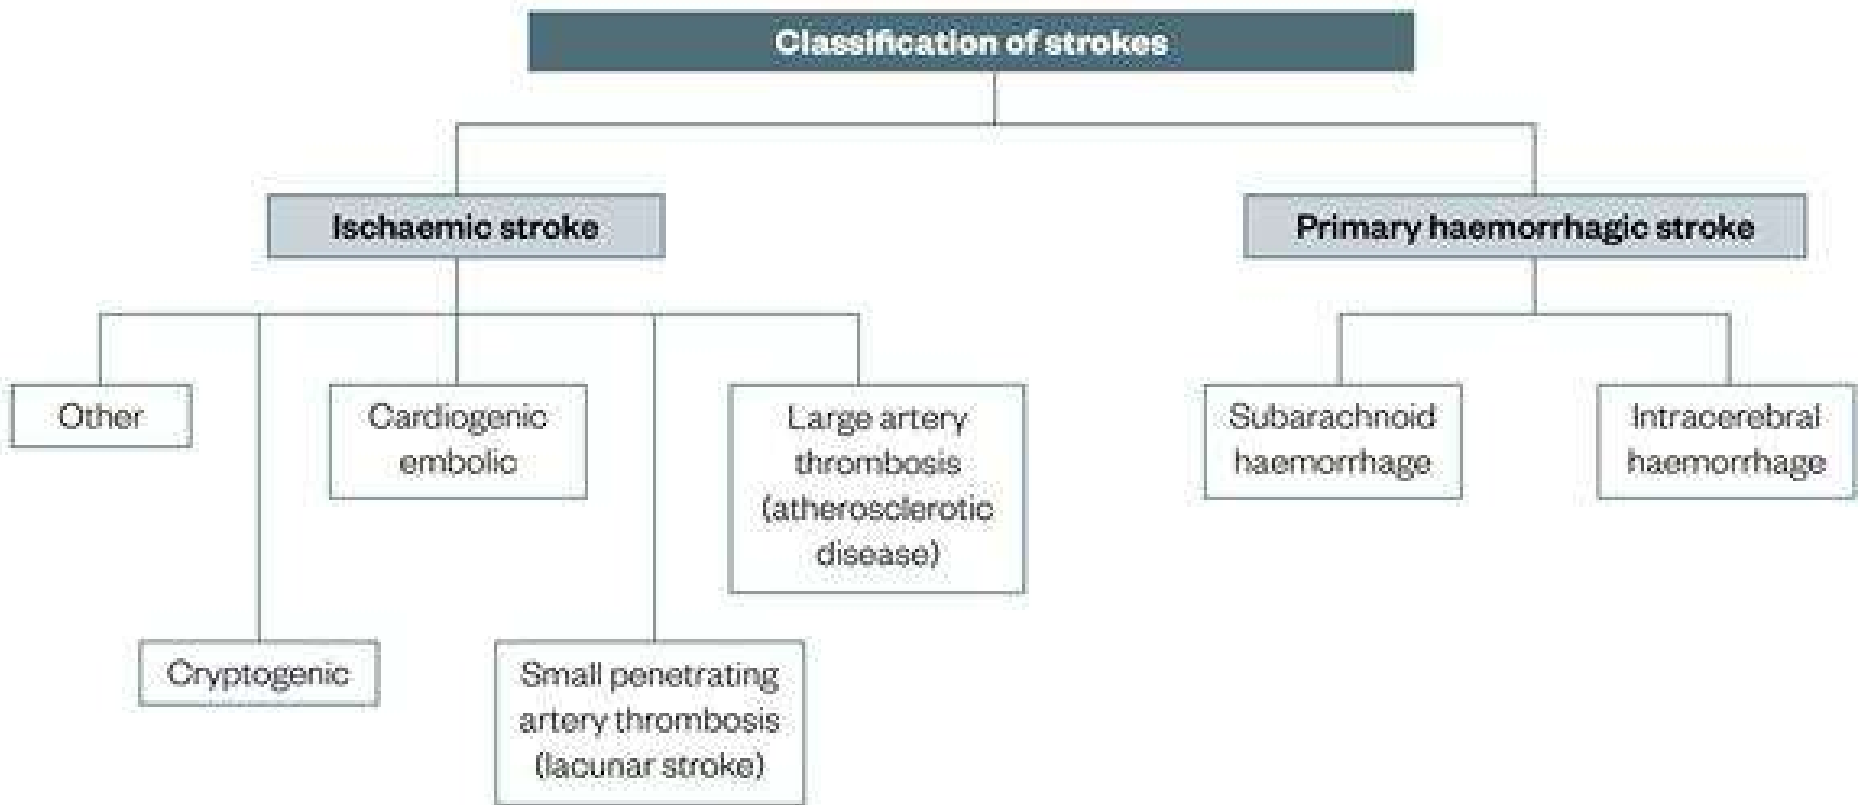 Classification of strokes
Ischaemic stroke
Primary haemorrhagic stroke
Other
Cardiogenic
embolic
Large artery
thrombosis
(atherosclerotic
disease)
Subarachnoid
haemorrhage
Intracerebral
haemorrhage
Cryptogenic
Small penetrating
artery thrombosis
(lacunar stroke)